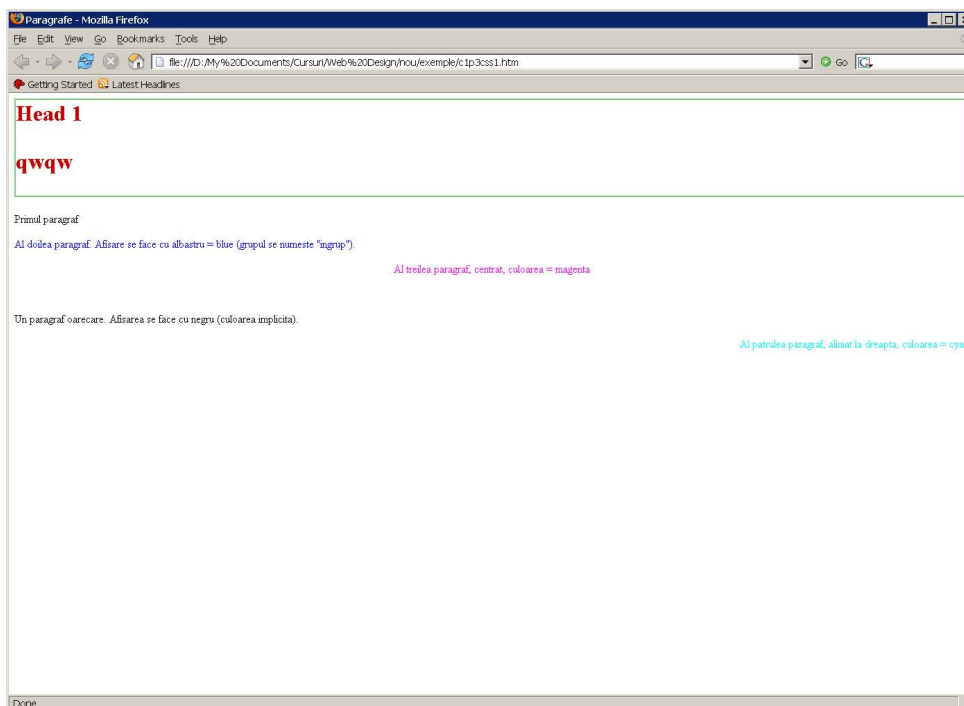 Paragrafe - Mozilla Firefox
File Edit View Go Bookmarks Tools Help
file:///D:/My%20Documents/Cursuri/Web%20Design/nou/exemple/c1p3css1.htm Go
Getting Started Latest Headlines
Head 1
qwqw
Primul paragraf
Al doilea paragraf. Afisare se face cu albastru = blue (grupul se numeste "ingrup").
Al treilea paragraf, centrat, culoarea = magenta
Un paragraf oarecare. Afisarea se face cu negru (culoarea implicita).
Al patrulea paragraf, aliniat la dreapta, culoarea = cya
Done